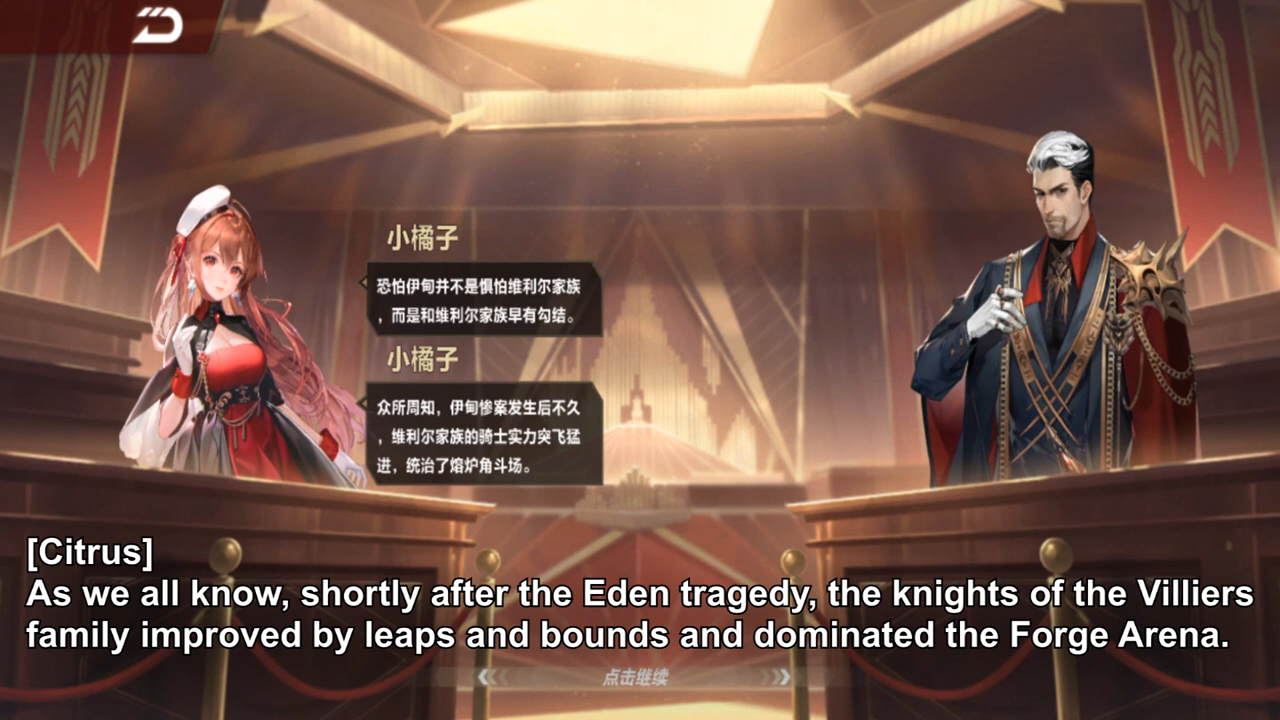 小橘子
恐怕伊甸并不是惧怕维利尔家族
，而是和维利尔家族早有勾结。
小橘子
众所周知，伊甸惨案发生后不久
，维利尔家族的骑士实力突飞猛
进，统治了熔炉角斗场。
[Citrus]
As we all know, shortly after the Eden tragedy, the knights of the Villiers
family improved by leaps and bounds and dominated the Forge Arena.
点击继续